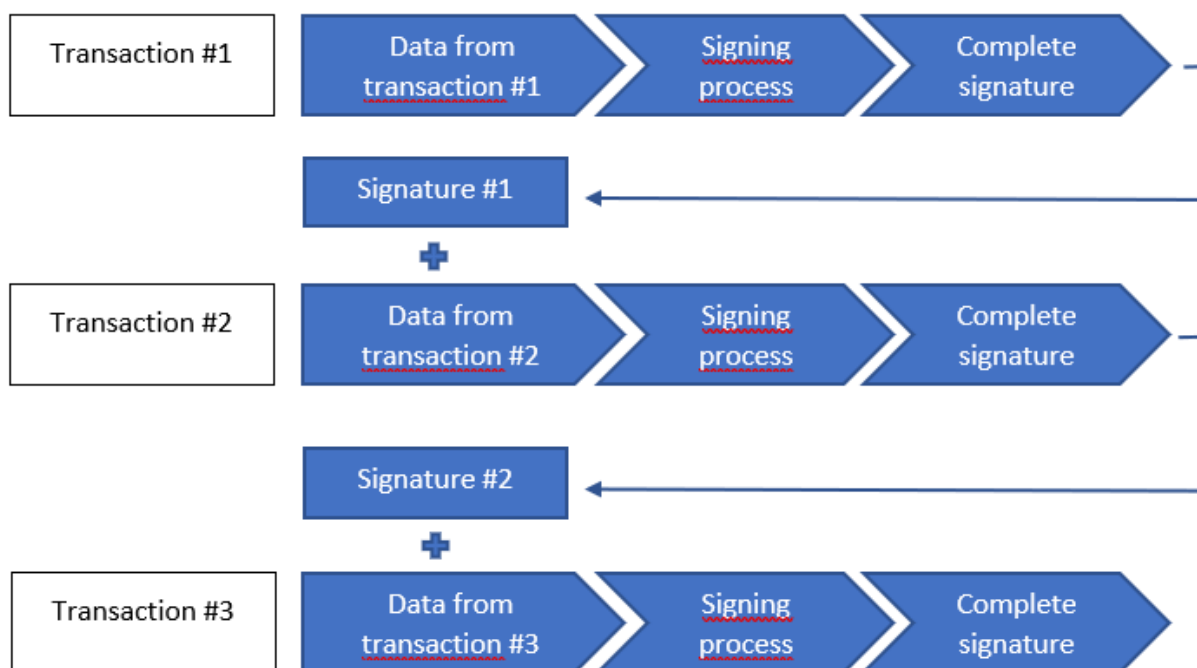 Transaction #1
Data from
transaction #1
Signing
process
Complete
signature
Signature #1
Transaction #2
Data from
transaction #2
Signing
process
Complete
signature
Signature #2
Transaction #3
Data from
transaction #3
Signing
process
Complete
signature